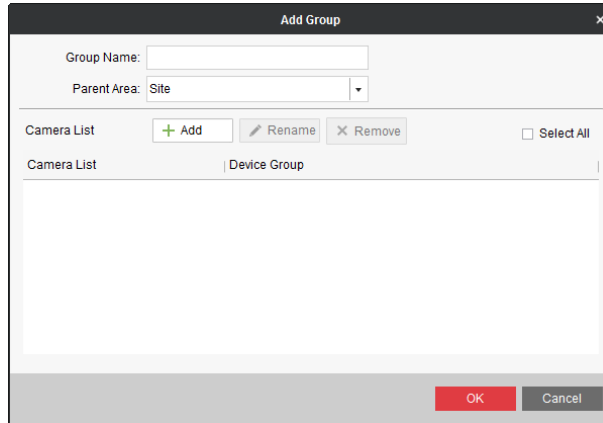 Add Group
Group Name:
Parent Area: Site
Camera List Add Rename Remove Select All
Camera List Device Group
OK Cancel